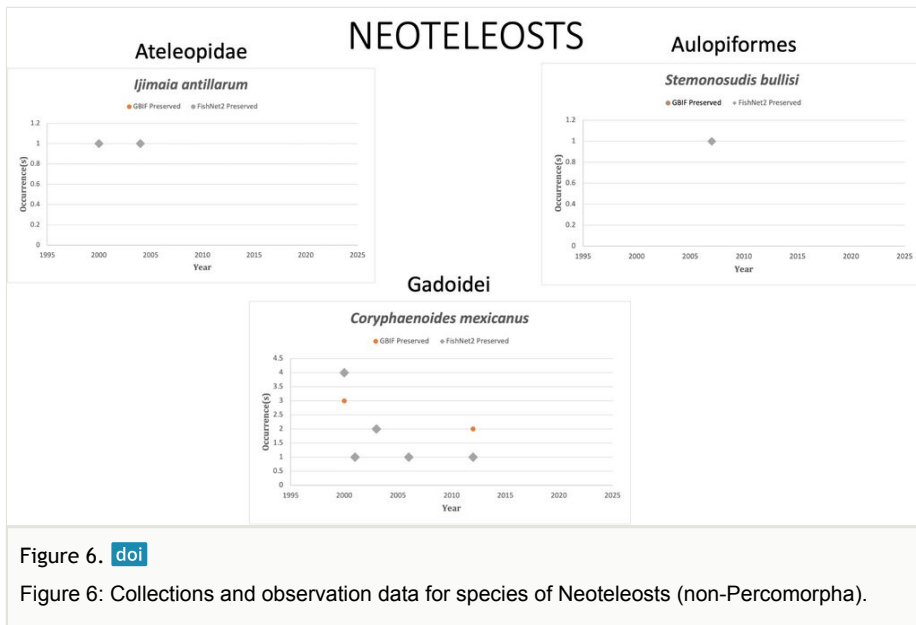 NEOTELEOSTS
Ateleopidae
Ijimaia antillarum
GBIF Preserved FishNet2 Preserved
1.2
1
0.8
0.6
0.4
0.2
0
Occurrence(s)
1995 2000 2005 2010 2015 2020 2025
Year
Aulopiformes
Stemonosudis bullisi
GBIF Preserved FishNet2 Preserved
1.2
1
0.8
0.6
0.4
0.2
0
Occurrence(s)
1995 2000 2005 2010 2015 2020 2025
Year
Gadoidei
Coryphaenoides mexicanus
GBIF Preserved FishNet2 Preserved
4.5
4
3.5
3
2.5
2
1.5
1
0.5
0
Occurrence(s)
1995 2000 2005 2010 2015 2020 2025
Year
Figure 6. doi
Figure 6: Collections and observation data for species of Neoteleosts (non-Percomorpha).